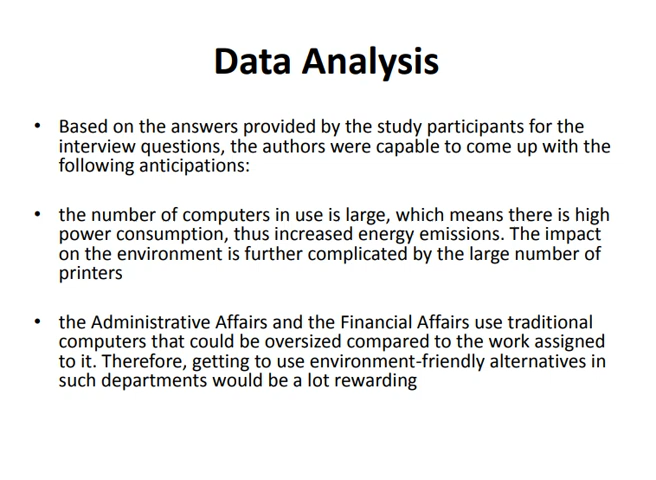 Data Analysis
• Based on the answers provided by the study participants for the
interview questions, the authors were capable to come up with the
following anticipations:
• the number of computers in use is large, which means there is high
power consumption, thus increased energy emissions. The impact
on the environment is further complicated by the large number of
printers
• the Administrative Affairs and the Financial Affairs use traditional
computers that could be oversized compared to the work assigned
to it. Therefore, getting to use environment-friendly alternatives in
such departments would be a lot rewarding